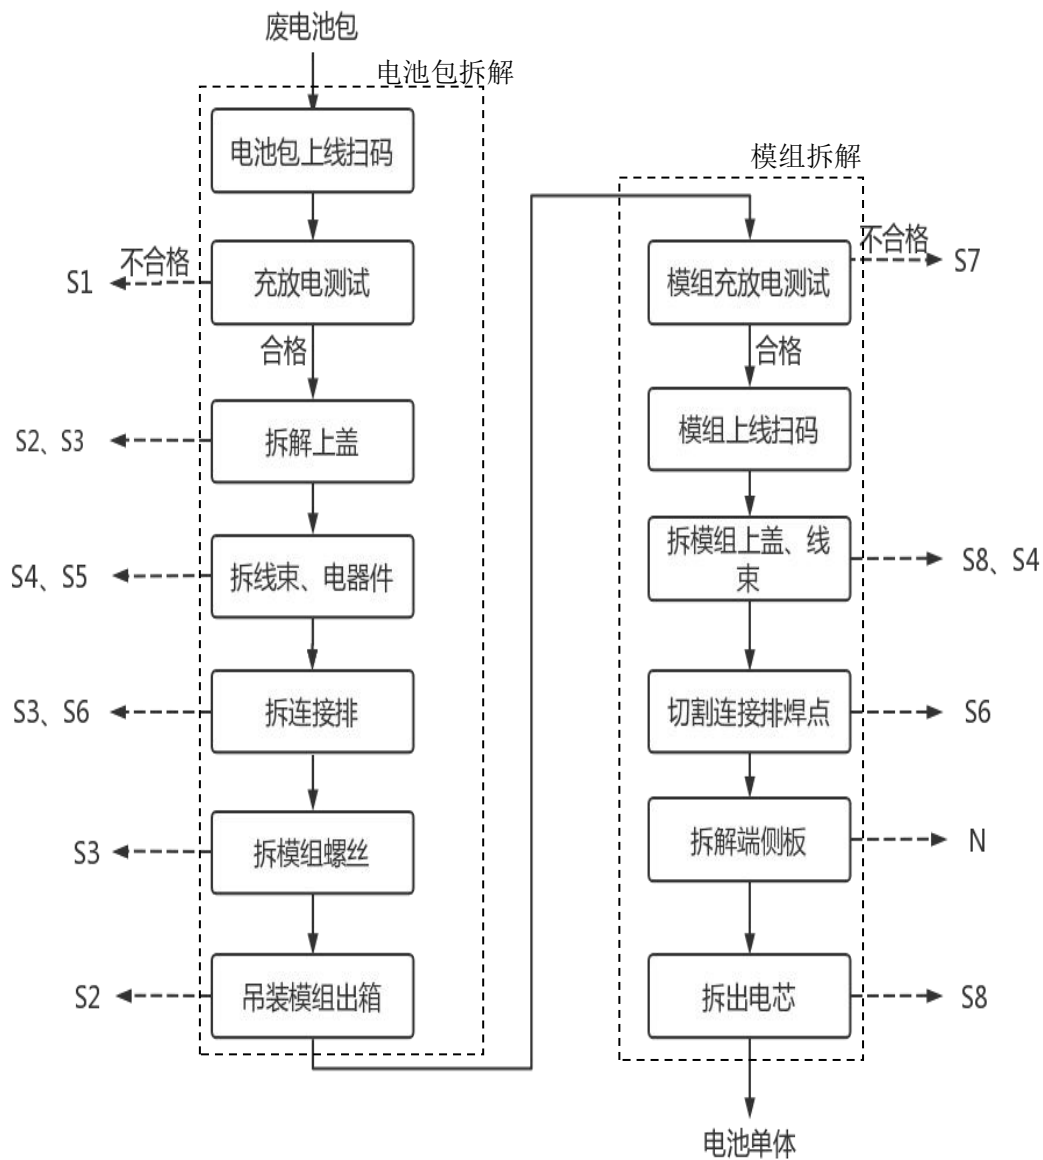 废电池包
电池包拆解
电池包上线扫码
不合格
S1
充放电测试
合格
S2、S3
拆解上盖
S4、S5
拆线束、电器件
S3、S6
拆连接排
S3
拆模组螺丝
S2
吊装模组出箱
模组拆解
不合格
模组充放电测试
S7
合格
模组上线扫码
拆模组上盖、线
束
S8、S4
切割连接排焊点
S6
拆解端侧板
N
拆出电芯
S8
电池单体